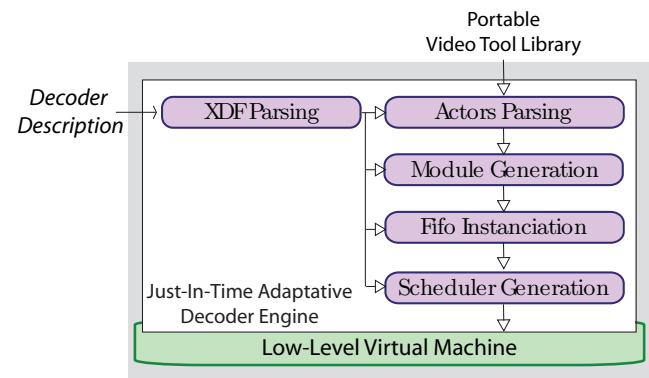 Portable
Video Tool Library
Decoder
Description
XDF Parsing
Actors Parsing
Module Generation
Fifo Instanciation
Scheduler Generation
Just-In-Time Adaptative
Decoder Engine
Low-Level Virtual Machine